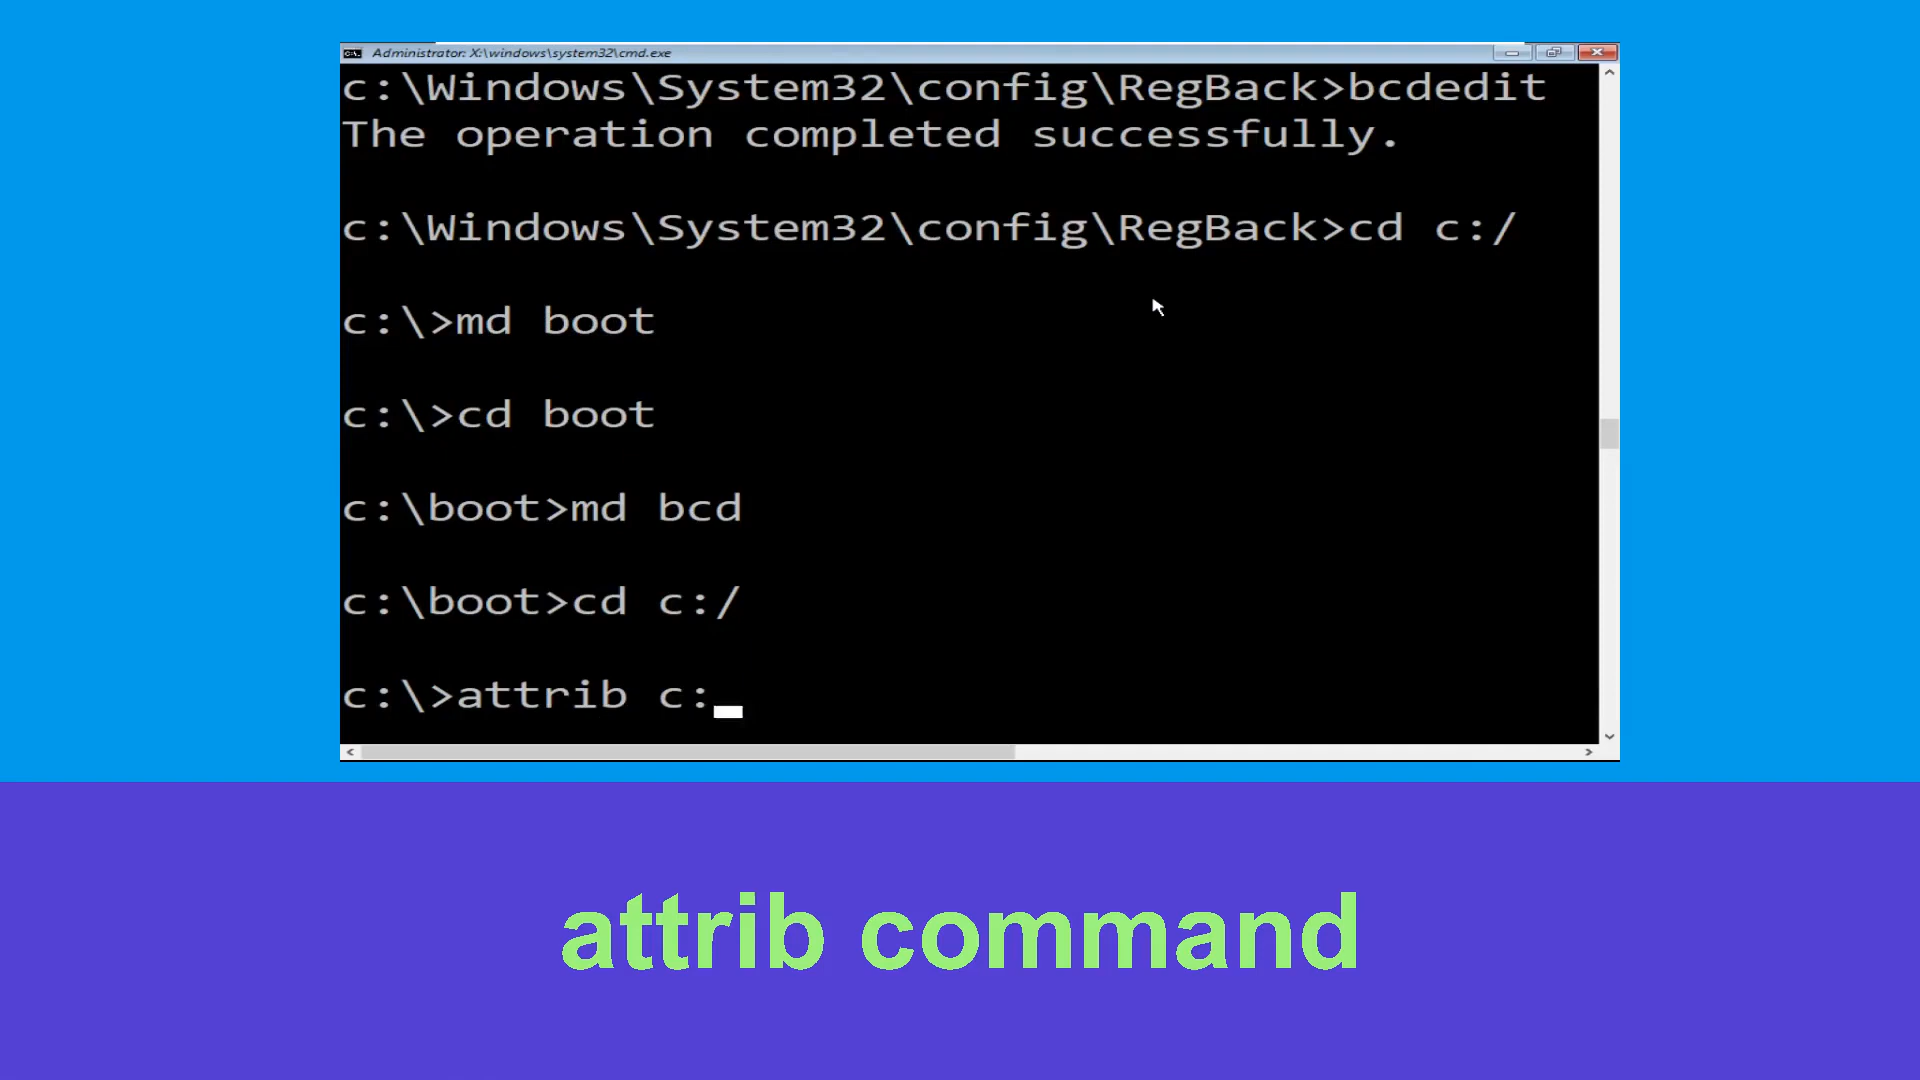 Administrator: X:\windows\system32\cmd.exe
c:\Windows\System32\config\RegBack>bcdedit
The operation completed successfully.
c:\Windows\System32\config\RegBack>cd c:/
c:\>md boot
c:\>cd boot
c:\boot>md bcd
c:\boot>cd c:/
c:\>attrib c:
attrib command